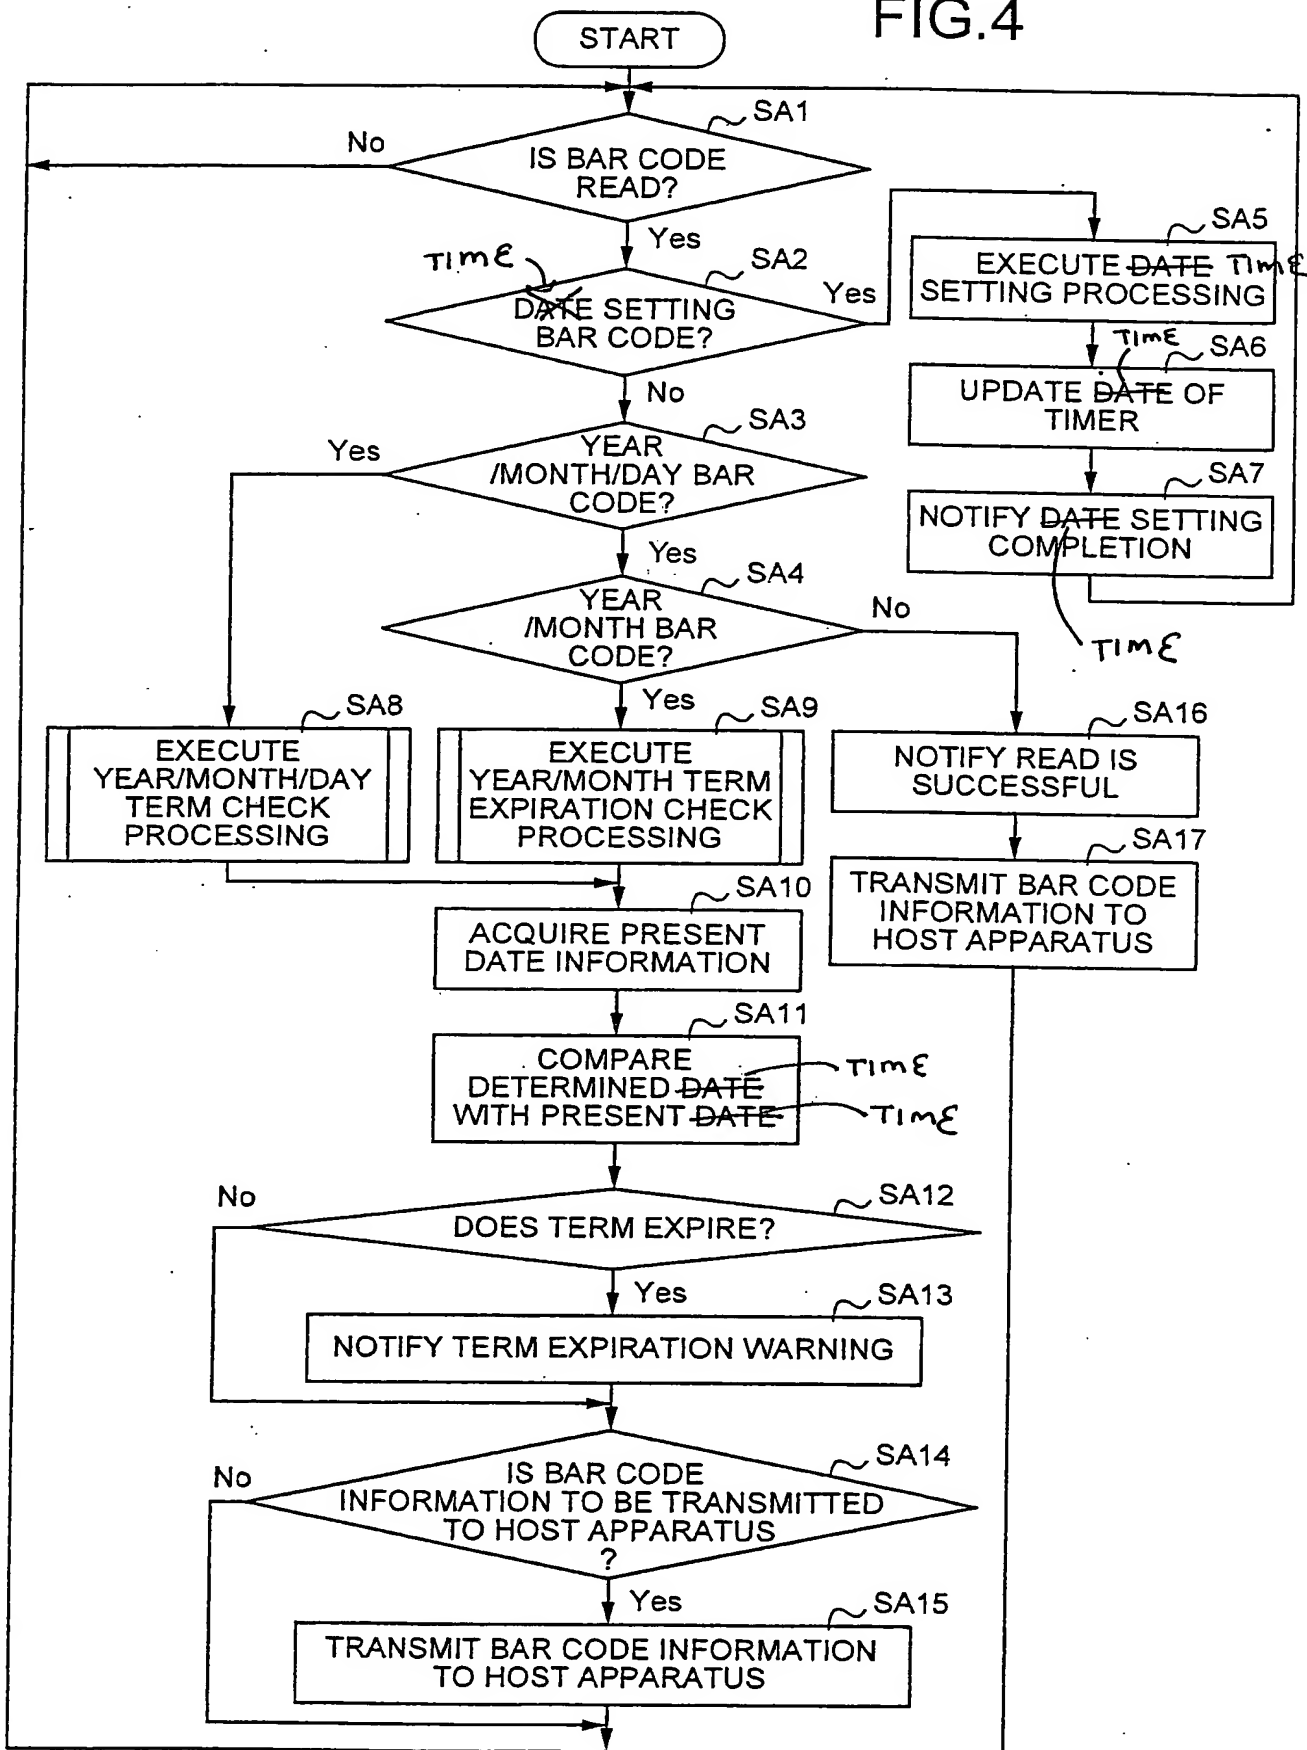 FIG.4
START
SA1
No
IS BAR CODE
READ?
Yes
TIME
SA2
DATE SETTING
BAR CODE?
Yes
No
SA5
EXECUTE DATE TIME
SETTING PROCESSING
TIME
SA6
UPDATE DATE OF
TIMER
SA7
NOTIFY DATE SETTING
COMPLETION
TIME
SA3
Yes
YEAR
/MONTH/DAY BAR
CODE?
Yes
SA4
YEAR
/MONTH BAR
CODE?
No
Yes
SA8
EXECUTE
YEAR/MONTH/DAY
TERM CHECK
PROCESSING
SA9
EXECUTE
YEAR/MONTH TERM
EXPIRATION CHECK
PROCESSING
SA16
NOTIFY READ IS
SUCCESSFUL
SA17
TRANSMIT BAR CODE
INFORMATION TO
HOST APPARATUS
SA10
ACQUIRE PRESENT
DATE INFORMATION
SA11
COMPARE
DETERMINED DATE TIME
WITH PRESENT DATE TIME
SA12
No
DOES TERM EXPIRE?
Yes
SA13
NOTIFY TERM EXPIRATION WARNING
SA14
No
IS BAR CODE
INFORMATION TO BE TRANSMITTED
TO HOST APPARATUS
?
Yes
SA15
TRANSMIT BAR CODE INFORMATION
TO HOST APPARATUS